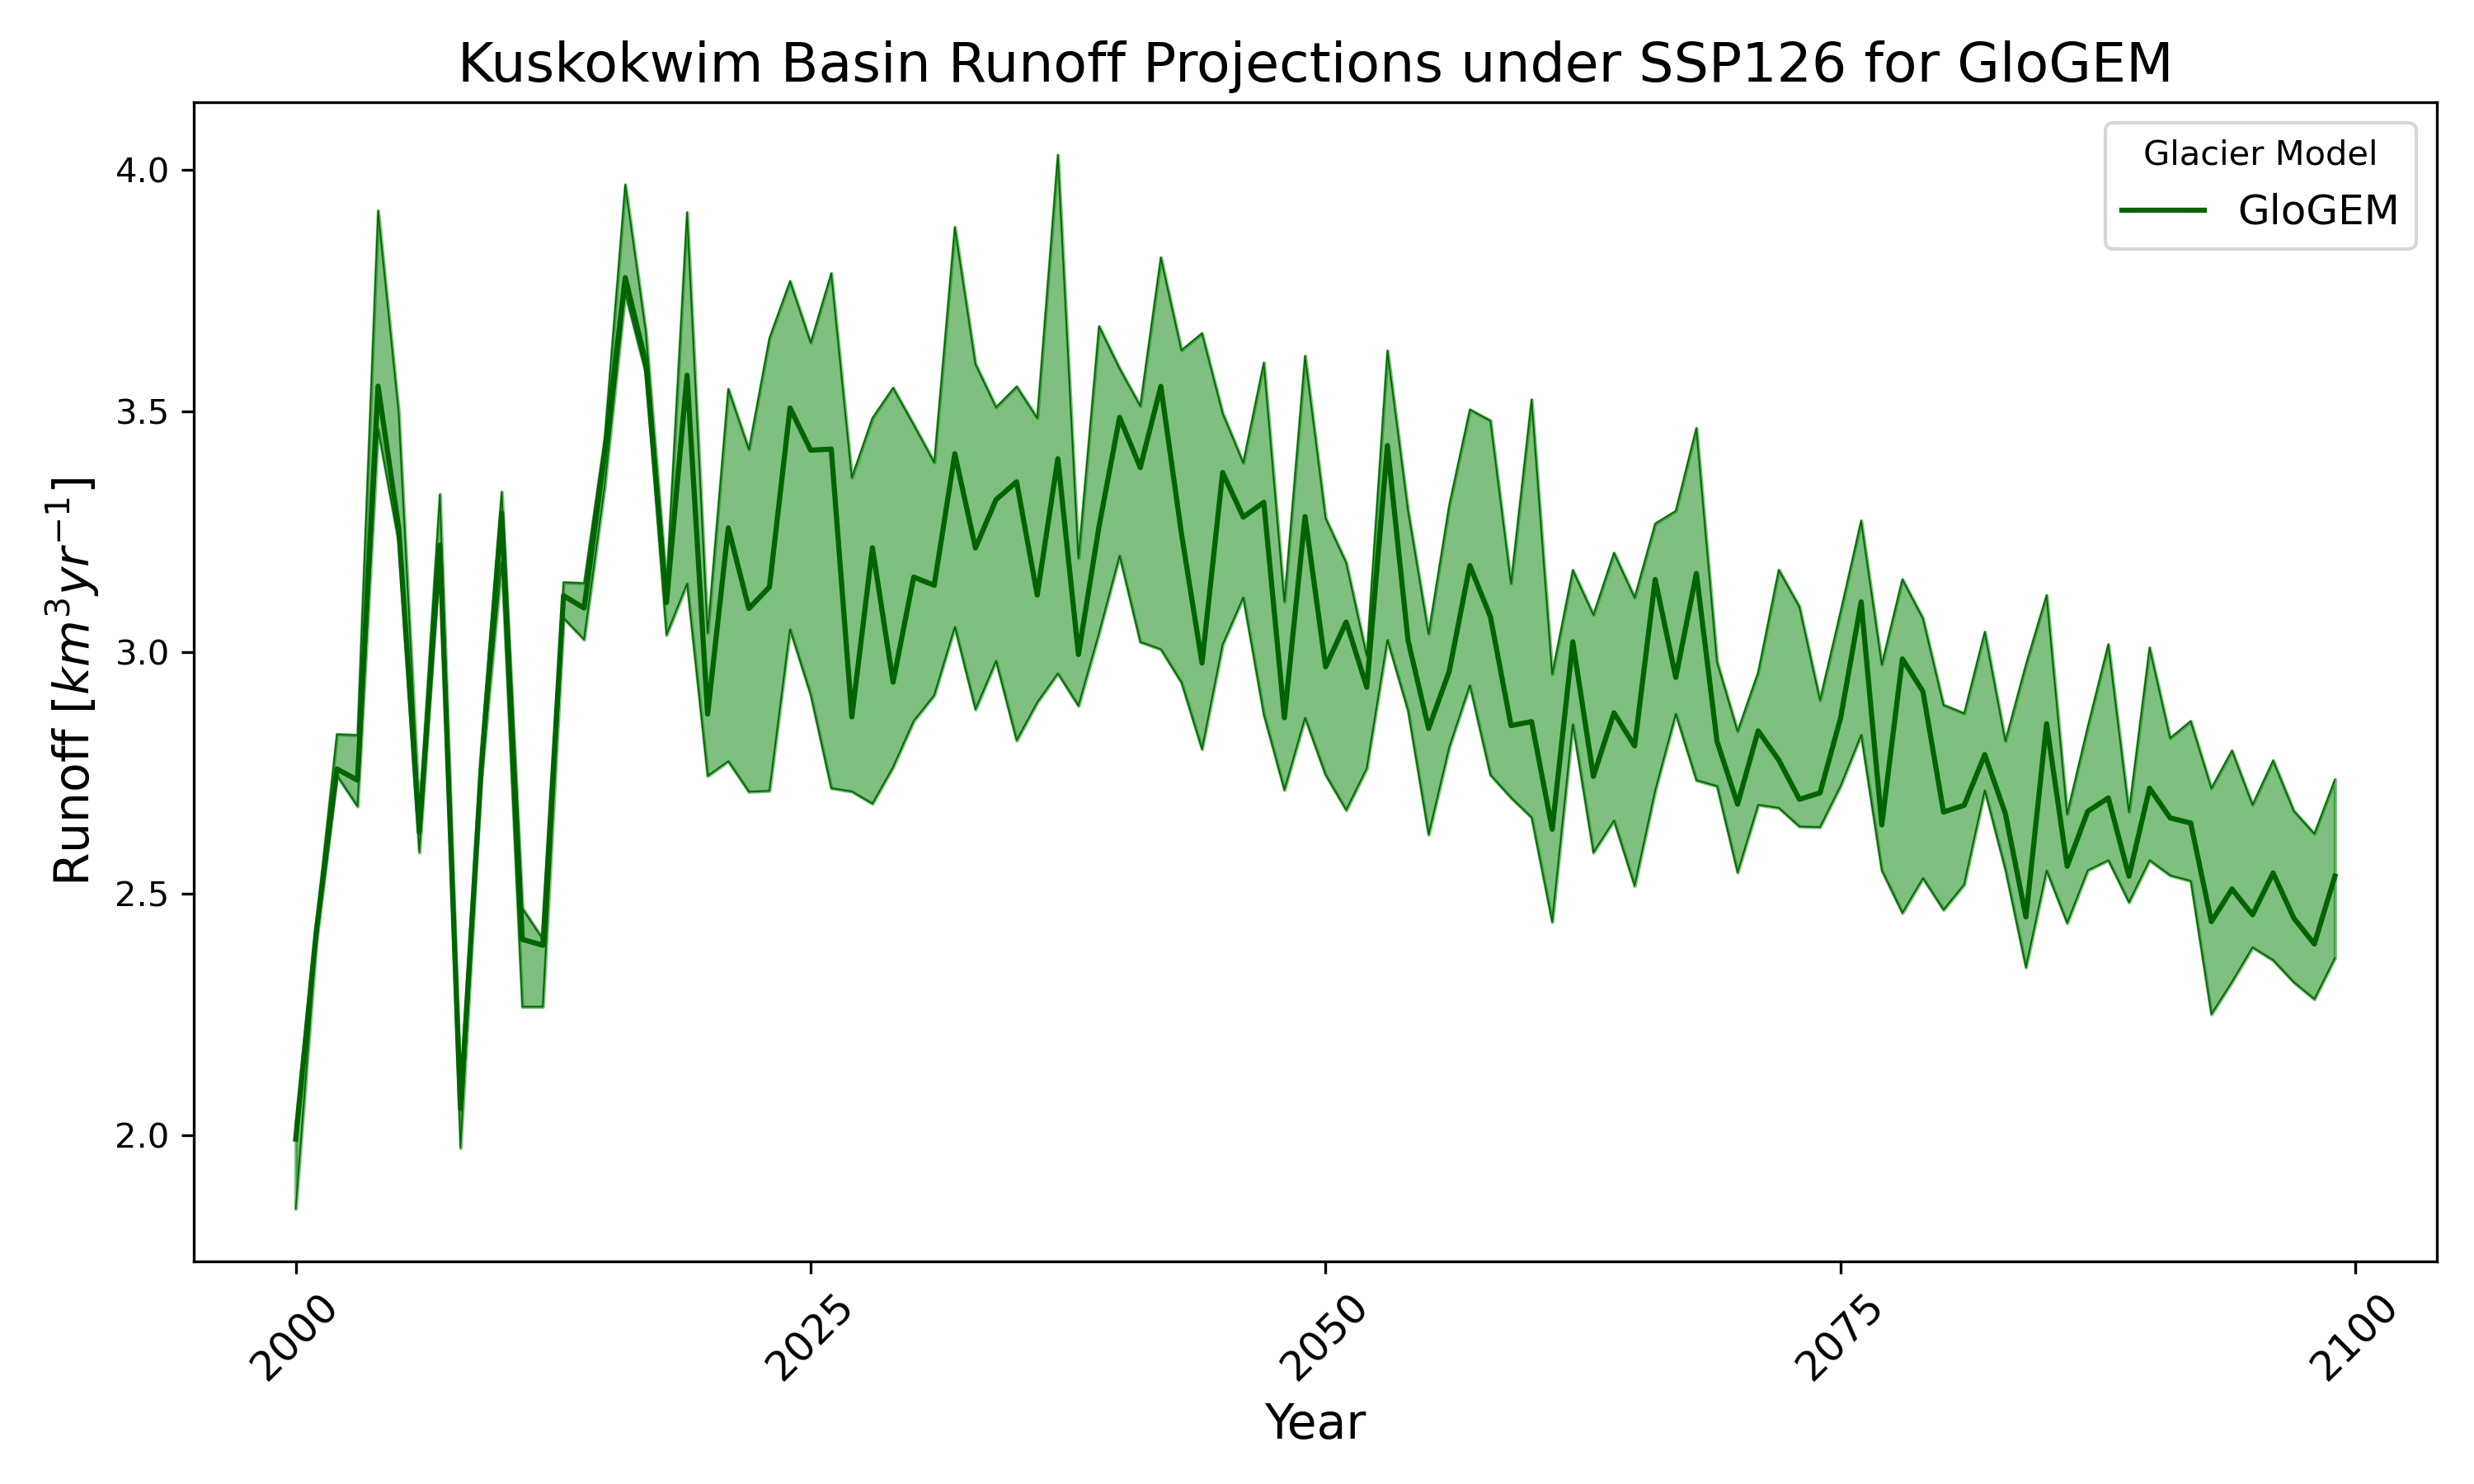 Kuskokwim Basin Runoff Projections under SSP126 for GloGEM
Glacier Model
GloGEM
Runoff [km³yr⁻¹]
4.0
3.5
3.0
2.5
2.0
2000
2025
2050
2075
2100
Year